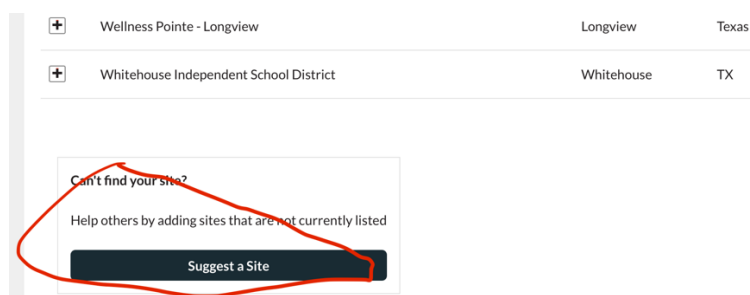 Wellness Pointe - Longview Longview Texas
Whitehouse Independent School District Whitehouse TX
Can't find your site?
Help others by adding sites that are not currently listed
Suggest a Site